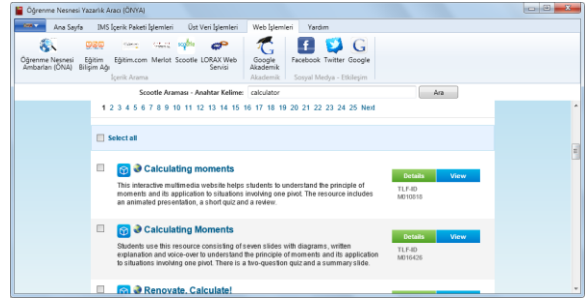 Öğrenme Nesnesi Yazarlık Aracı (ÖNYA)
Ana Sayfa IMS İçerik Paketi İşlemleri Üst Veri İşlemleri Web İşlemleri Yardım
Öğrenme Nesnesi Ambarları (ÖNA) Eğitim Bilişim Ağı Eğitim.com Merlot Scootle LORAX Web Servisi Google Akademik Facebook Twitter Google
İçerik Arama Akademik Sosyal Medya - Etkileşim
Scootle Araması - Anahtar Kelime: calculator Ara
1 2 3 4 5 6 7 8 9 10 11 12 13 14 15 16 17 18 19 20 21 22 23 24 25 Next
Select all
Calculating moments
Details View
This interactive multimedia website helps students to understand the principle of
moments and its application to situations involving one pivot. The resource includes
an animated presentation, a short quiz and a review.
TLF-ID
M010618
Calculating Moments
Details View
Students use this resource consisting of seven slides with diagrams, written
explanation and voice-over to understand the principle of moments and its application
to situations involving one pivot. There is a two-question quiz and a summary slide.
TLF-ID
M016426
Renovate, Calculate!